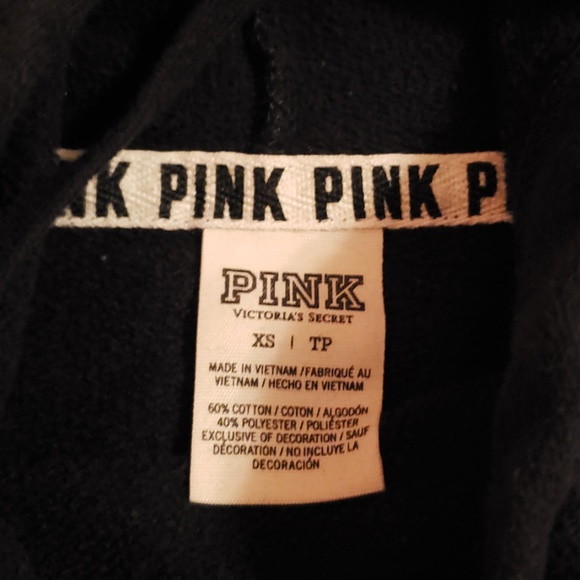 NK PINK PINK P
PINK
VICTORIA'S SECRET
XS | TP
MADE IN VIETNAM / FABRIQUÉ AU
VIETNAM / HECHO EN VIETNAM
60% COTTON / COTON / ALGODÓN
40% POLYESTER / POLIÉSTER
EXCLUSIVE OF DECORATION / SAUF
DÉCORATION / NO INCLUYE LA
DECORACIÓN